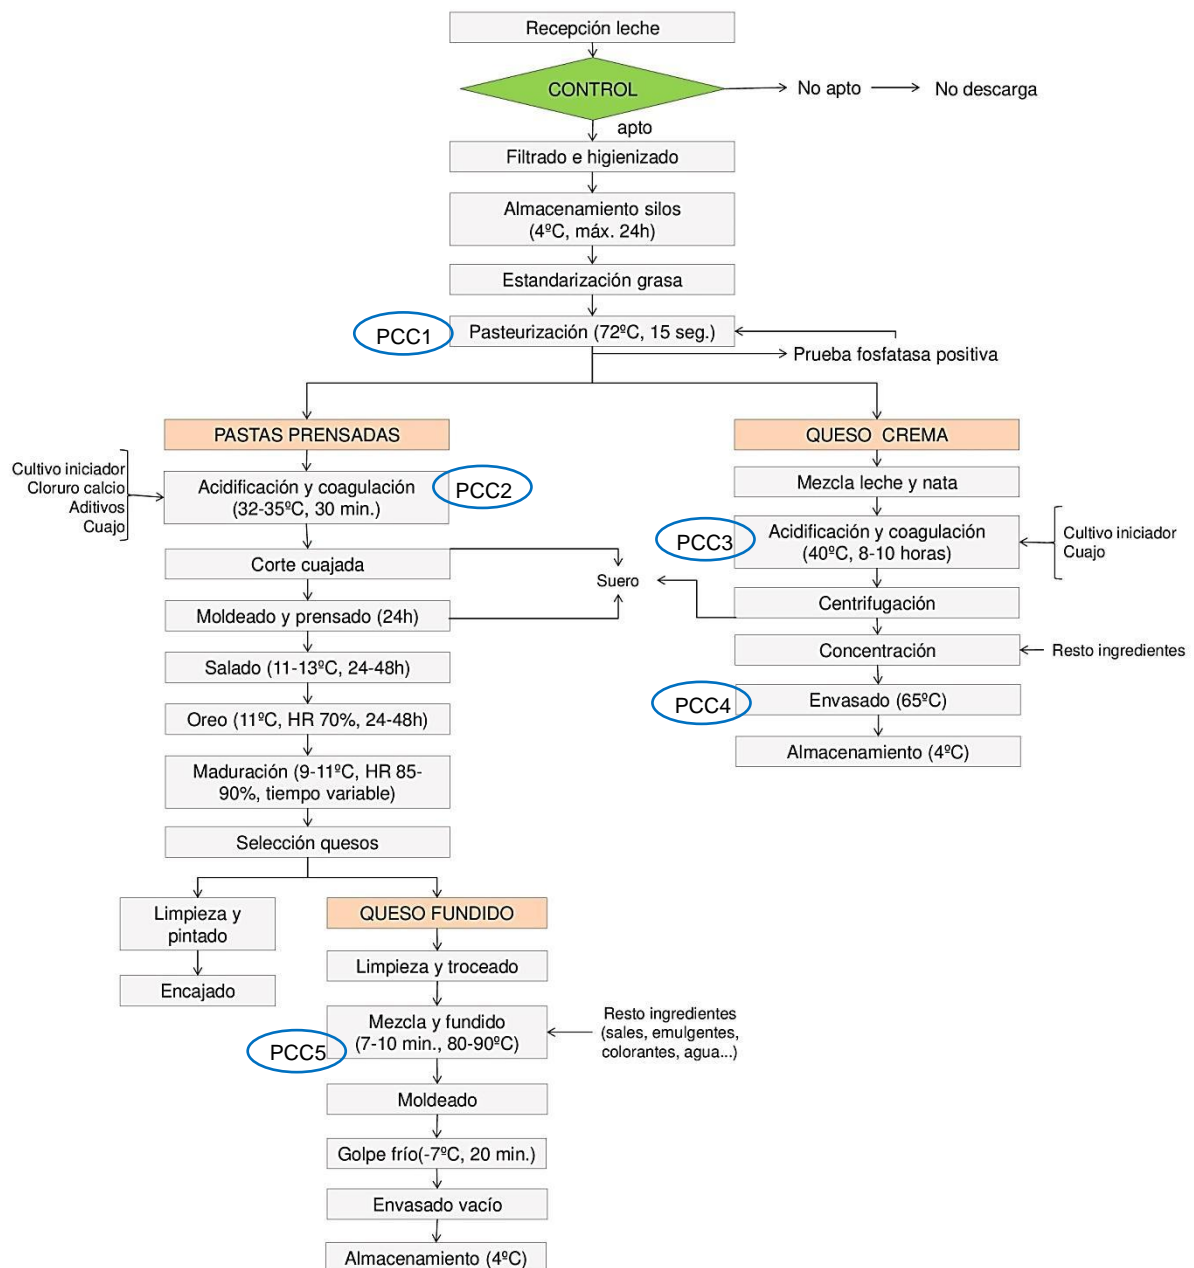 Recepción leche
CONTROL
No apto
No descarga
apto
Filtrado e higienizado
Almacenamiento silos
(4ºC, máx. 24h)
Estandarización grasa
PCC1
Pasteurización (72ºC, 15 seg.)
Prueba fosfatasa positiva
PASTAS PRENSADAS
Cultivo iniciador
Cloruro calcio
Aditivos
Cuajo
Acidificación y coagulación
(32-35ºC, 30 min.)
PCC2
Corte cuajada
Suero
Moldeado y prensado (24h)
Salado (11-13ºC, 24-48h)
Oreo (11ºC, HR 70%, 24-48h)
Maduración (9-11ºC, HR 85-
90%, tiempo variable)
Selección quesos
Limpieza y
pintado
Encajado
QUESO FUNDIDO
Limpieza y troceado
Mezcla y fundido
(7-10 min., 80-90ºC)
PCC5
Resto ingredientes
(sales, emulgentes,
colorantes, agua...)
Moldeado
Golpe frío(-7ºC, 20 min.)
Envasado vacío
Almacenamiento (4ºC)
QUESO CREMA
Mezcla leche y nata
PCC3
Acidificación y coagulación
(40ºC, 8-10 horas)
Cultivo iniciador
Cuajo
Centrifugación
Concentración
Resto ingredientes
PCC4
Envasado (65ºC)
Almacenamiento (4ºC)